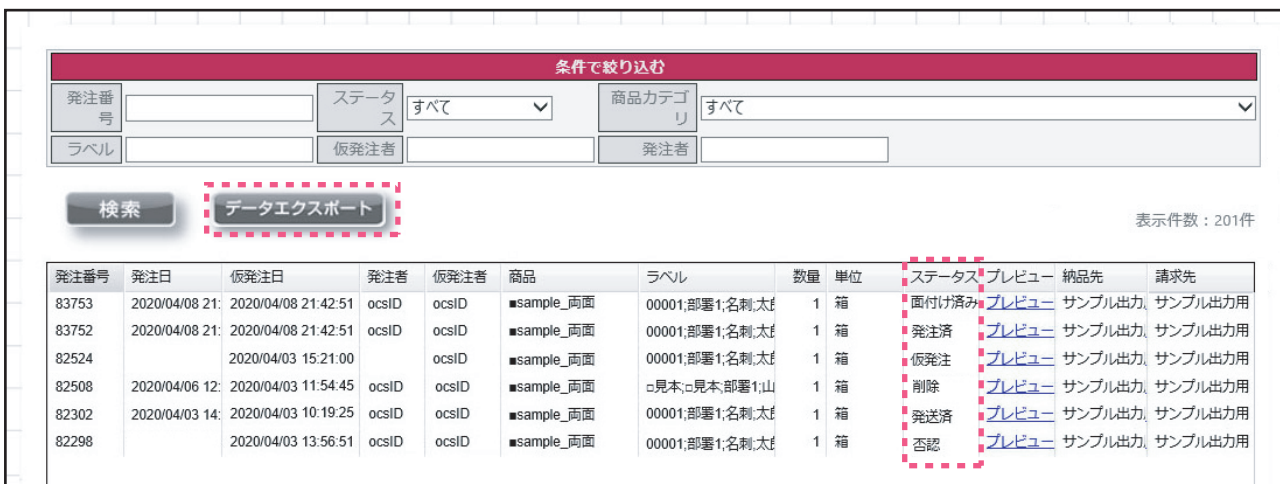 条件で絞り込む
発注番号 ステータス すべて 商品カテゴリ すべて
ラベル 仮発注者 発注者
検索 データエクスポート
表示件数：201件
発注番号 発注日 仮発注日 発注者 仮発注者 商品 ラベル 数量 単位 ステータス プレビュー 納品先 請求先
83753 2020/04/08 21: 2020/04/08 21:42:51 ocsID ocsID ■sample_両面 00001;部署1;名刺;太 1 箱 面付け済み プレビュー サンプル出力 サンプル出力用
83752 2020/04/08 21: 2020/04/08 21:42:51 ocsID ocsID ■sample_両面 00001;部署1;名刺;太 1 箱 発注済 プレビュー サンプル出力 サンプル出力用
82524 2020/04/03 15:21:00 ocsID ■sample_両面 00001;部署1;名刺;太 1 箱 仮発注 プレビュー サンプル出力 サンプル出力用
82508 2020/04/06 12: 2020/04/03 11:54:45 ocsID ocsID ■sample_両面 □見本;□見本;部署1;山 1 箱 削除 プレビュー サンプル出力 サンプル出力用
82302 2020/04/03 14: 2020/04/03 10:19:25 ocsID ocsID ■sample_両面 00001;部署1;名刺;太 1 箱 発送済 プレビュー サンプル出力 サンプル出力用
82298 2020/04/03 13:56:51 ocsID ocsID ■sample_両面 00001;部署1;名刺;太 1 箱 否認 プレビュー サンプル出力 サンプル出力用